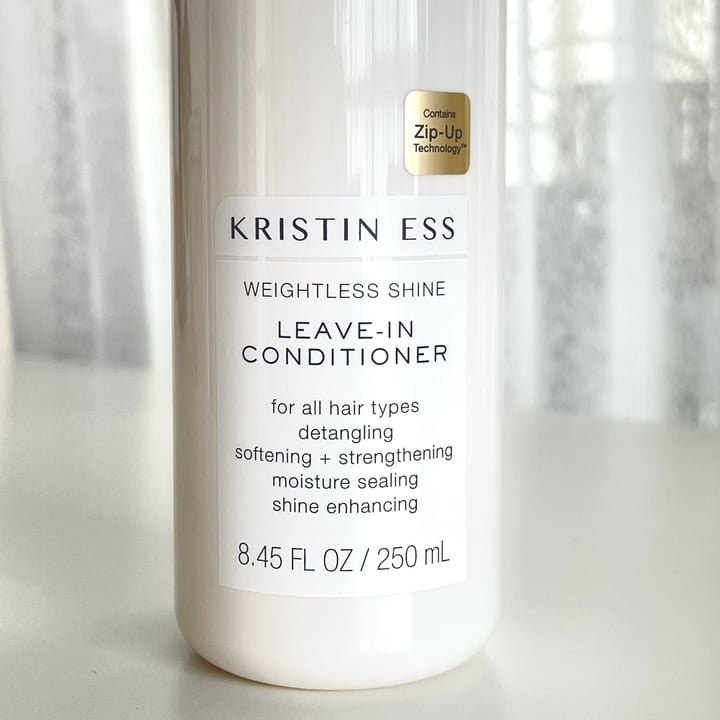 Contains
Zip-Up
Technology™
KRISTIN ESS
WEIGHTLESS SHINE
LEAVE-IN
CONDITIONER
for all hair types
detangling
softening + strengthening
moisture sealing
shine enhancing
8.45 FL OZ / 250 mL